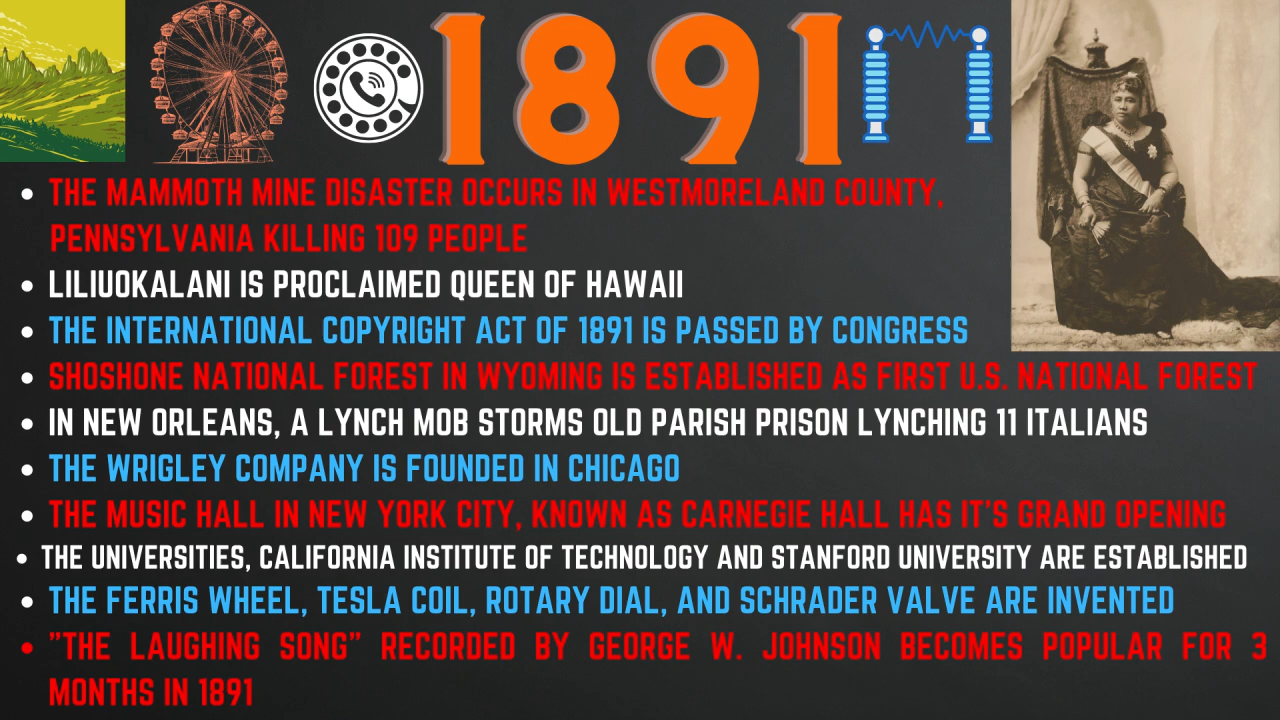 1891
• THE MAMMOTH MINE DISASTER OCCURS IN WESTMORELAND COUNTY,
PENNSYLVANIA KILLING 109 PEOPLE
• LILIUOKALANI IS PROCLAIMED QUEEN OF HAWAII
• THE INTERNATIONAL COPYRIGHT ACT OF 1891 IS PASSED BY CONGRESS
• SHOSHONE NATIONAL FOREST IN WYOMING IS ESTABLISHED AS FIRST U.S. NATIONAL FOREST
• IN NEW ORLEANS, A LYNCH MOB STORMS OLD PARISH PRISON LYNCHING 11 ITALIANS
• THE WRIGLEY COMPANY IS FOUNDED IN CHICAGO
• THE MUSIC HALL IN NEW YORK CITY, KNOWN AS CARNEGIE HALL HAS IT'S GRAND OPENING
• THE UNIVERSITIES, CALIFORNIA INSTITUTE OF TECHNOLOGY AND STANFORD UNIVERSITY ARE ESTABLISHED
• THE FERRIS WHEEL, TESLA COIL, ROTARY DIAL, AND SCHRADER VALVE ARE INVENTED
• "THE LAUGHING SONG" RECORDED BY GEORGE W. JOHNSON BECOMES POPULAR FOR 3
MONTHS IN 1891